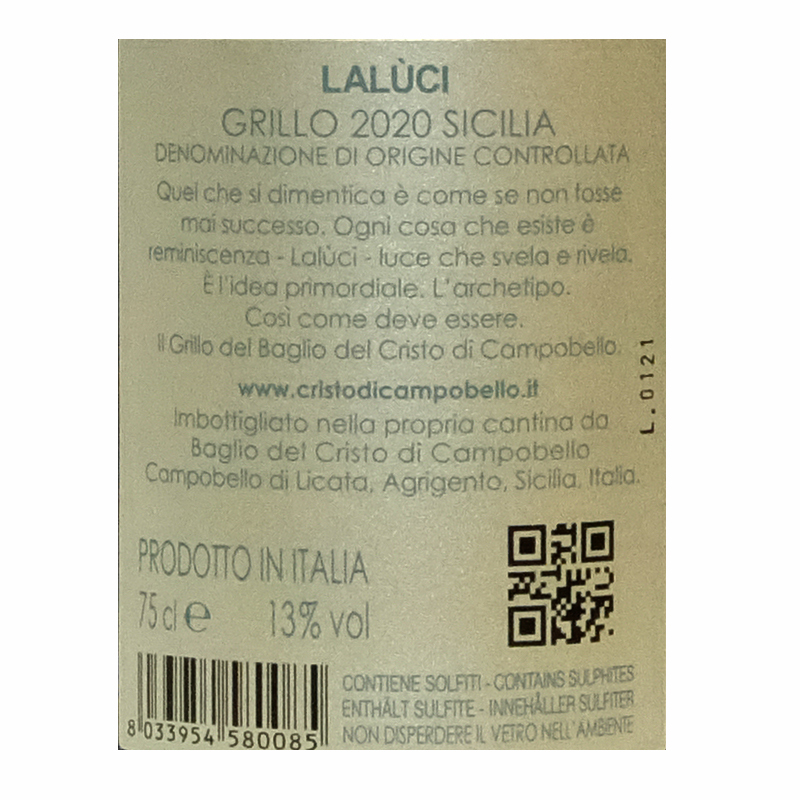 LALÙCI
GRILLO 2020 SICILIA
DENOMINAZIONE DI ORIGINE CONTROLLATA
Quel che si dimentica è come se non fosse
mai successo. Ogni cosa che esiste è
reminiscenza - Lalùci - luce che svela e rivela.
È l'idea primordiale. L'archetipo.
Così come deve essere.
Il Grillo del Baglio del Cristo di Campobello.
www.cristodicampobello.it
Imbottigliato nella propria cantina da
Baglio del Cristo di Campobello
Campobello di Licata, Agrigento, Sicilia, Italia.
L.0121
PRODOTTO IN ITALIA
75 cl e 13% vol
CONTIENE SOLFITI - CONTAINS SULPHITES
ENTHÄLT SULFITE - INNEHÅLLER SULFITER
NON DISPERDERE IL VETRO NELL'AMBIENTE
8 033954 580085